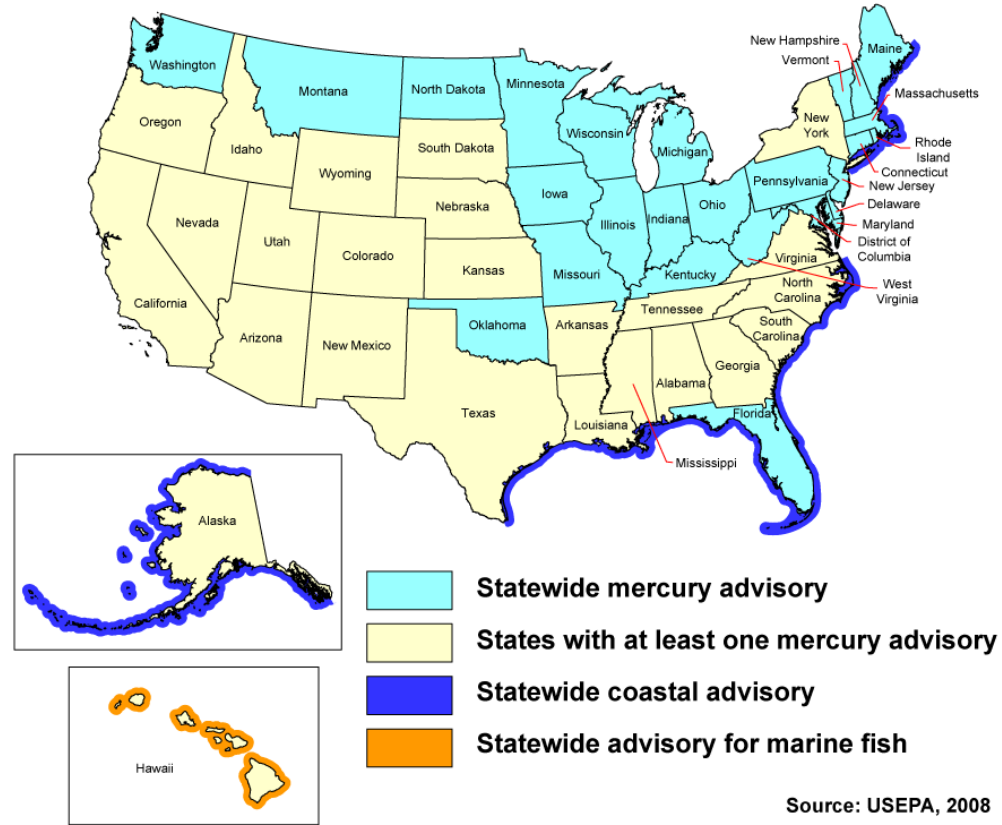 New Hampshire
Vermont
Maine
Washington
Montana
North Dakota
Minnesota
Massachusetts
Oregon
Idaho
Wyoming
South Dakota
Wisconsin
Michigan
New
York
Rhode
Island
Connecticut
New Jersey
Delaware
Maryland
District of
Columbia
West
Virginia
Nevada
Utah
Colorado
Nebraska
Kansas
Iowa
Illinois
Indiana
Ohio
Pennsylvania
Missouri
Kentucky
Virginia
North
Carolina
California
Arizona
New Mexico
Oklahoma
Arkansas
Tennessee
South
Carolina
Texas
Louisiana
Alabama
Georgia
Florida
Mississippi
Alaska
Hawaii
Statewide mercury advisory
States with at least one mercury advisory
Statewide coastal advisory
Statewide advisory for marine fish
Source: USEPA, 2008